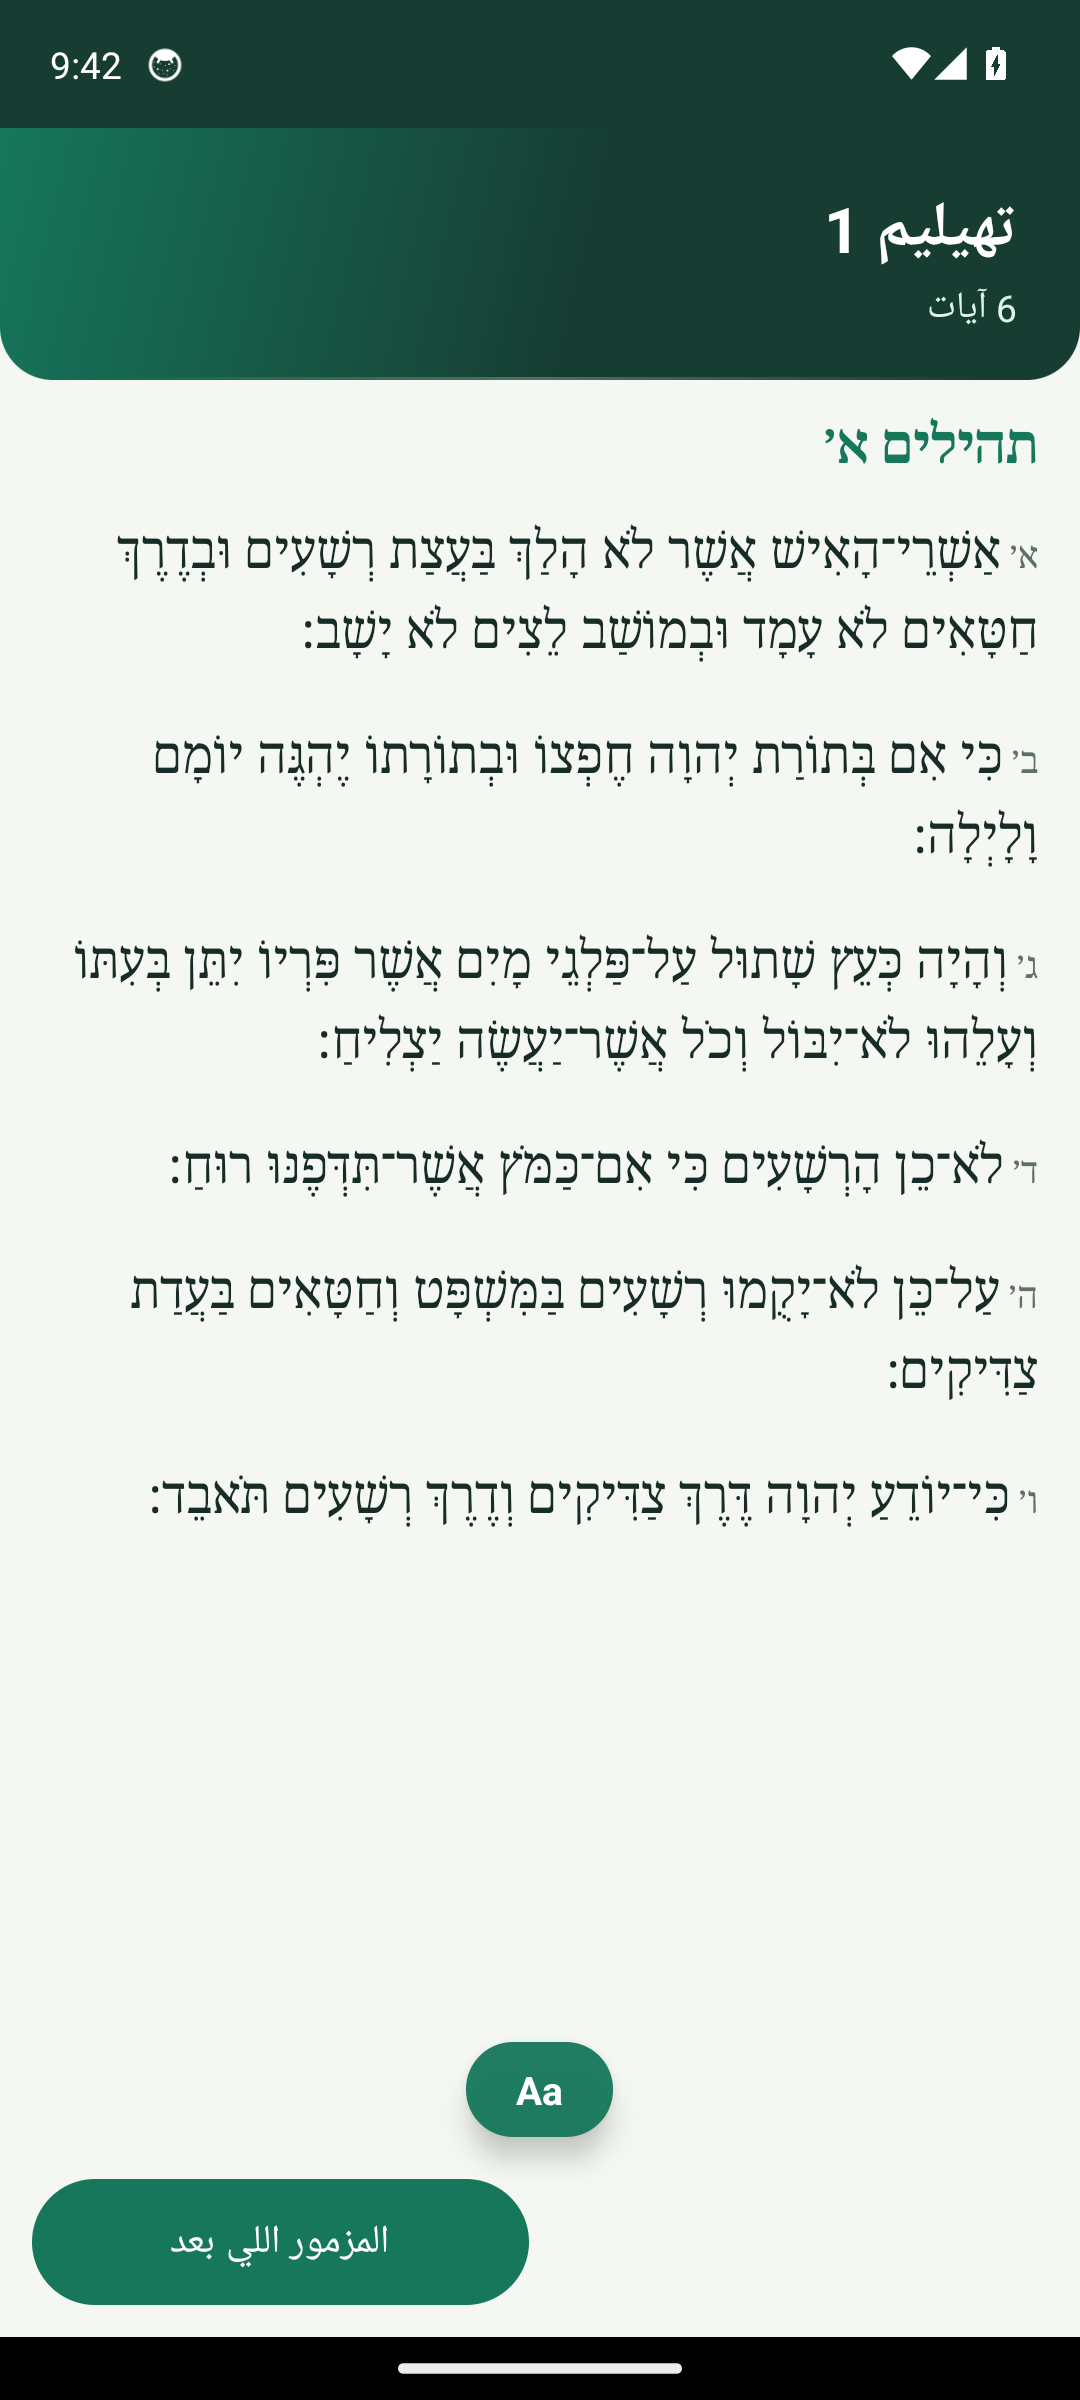 9:42
تهيليم 1
6 آيات
תהילים א׳
א׳ אַשְׁרֵי־הָאִישׁ אֲשֶׁר לֹא הָלַךְ בַּעֲצַת רְשָׁעִים וּבְדֶרֶךְ
חַטָּאִים לֹא עָמָד וּבְמוֹשַׁב לֵצִים לֹא יָשָׁב׃
ב׳ כִּי אִם בְּתוֹרַת יְהוָה חֶפְצוֹ וּבְתוֹרָתוֹ יֶהְגֶּה יוֹמָם
וָלָיְלָה׃
ג׳ וְהָיָה כְּעֵץ שָׁתוּל עַל־פַּלְגֵי מָיִם אֲשֶׁר פִּרְיוֹ יִתֵּן בְּעִתּוֹ
וְעָלֵהוּ לֹא־יִבּוֹל וְכֹל אֲשֶׁר־יַעֲשֶׂה יַצְלִיחַ׃
ד׳ לֹא־כֵן הָרְשָׁעִים כִּי אִם־כַּמֹּץ אֲשֶׁר־תִּדְּפֶנּוּ רוּחַ׃
ה׳ עַל־כֵּן לֹא־יָקֻמוּ רְשָׁעִים בַּמִּשְׁפָּט וְחַטָּאִים בַּעֲדַת
צַדִּיקִים׃
ו׳ כִּי־יוֹדֵעַ יְהוָה דֶּרֶךְ צַדִּיקִים וְדֶרֶךְ רְשָׁעִים תֹּאבֵד׃
Aa
المزمور اللي بعد